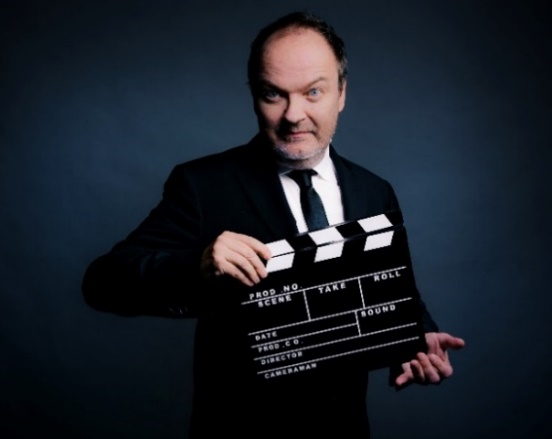 PROD. NO.
SCENE TAKE ROLL
SOUND
DATE
PROD. CO.
DIRECTOR
CAMERAMAN